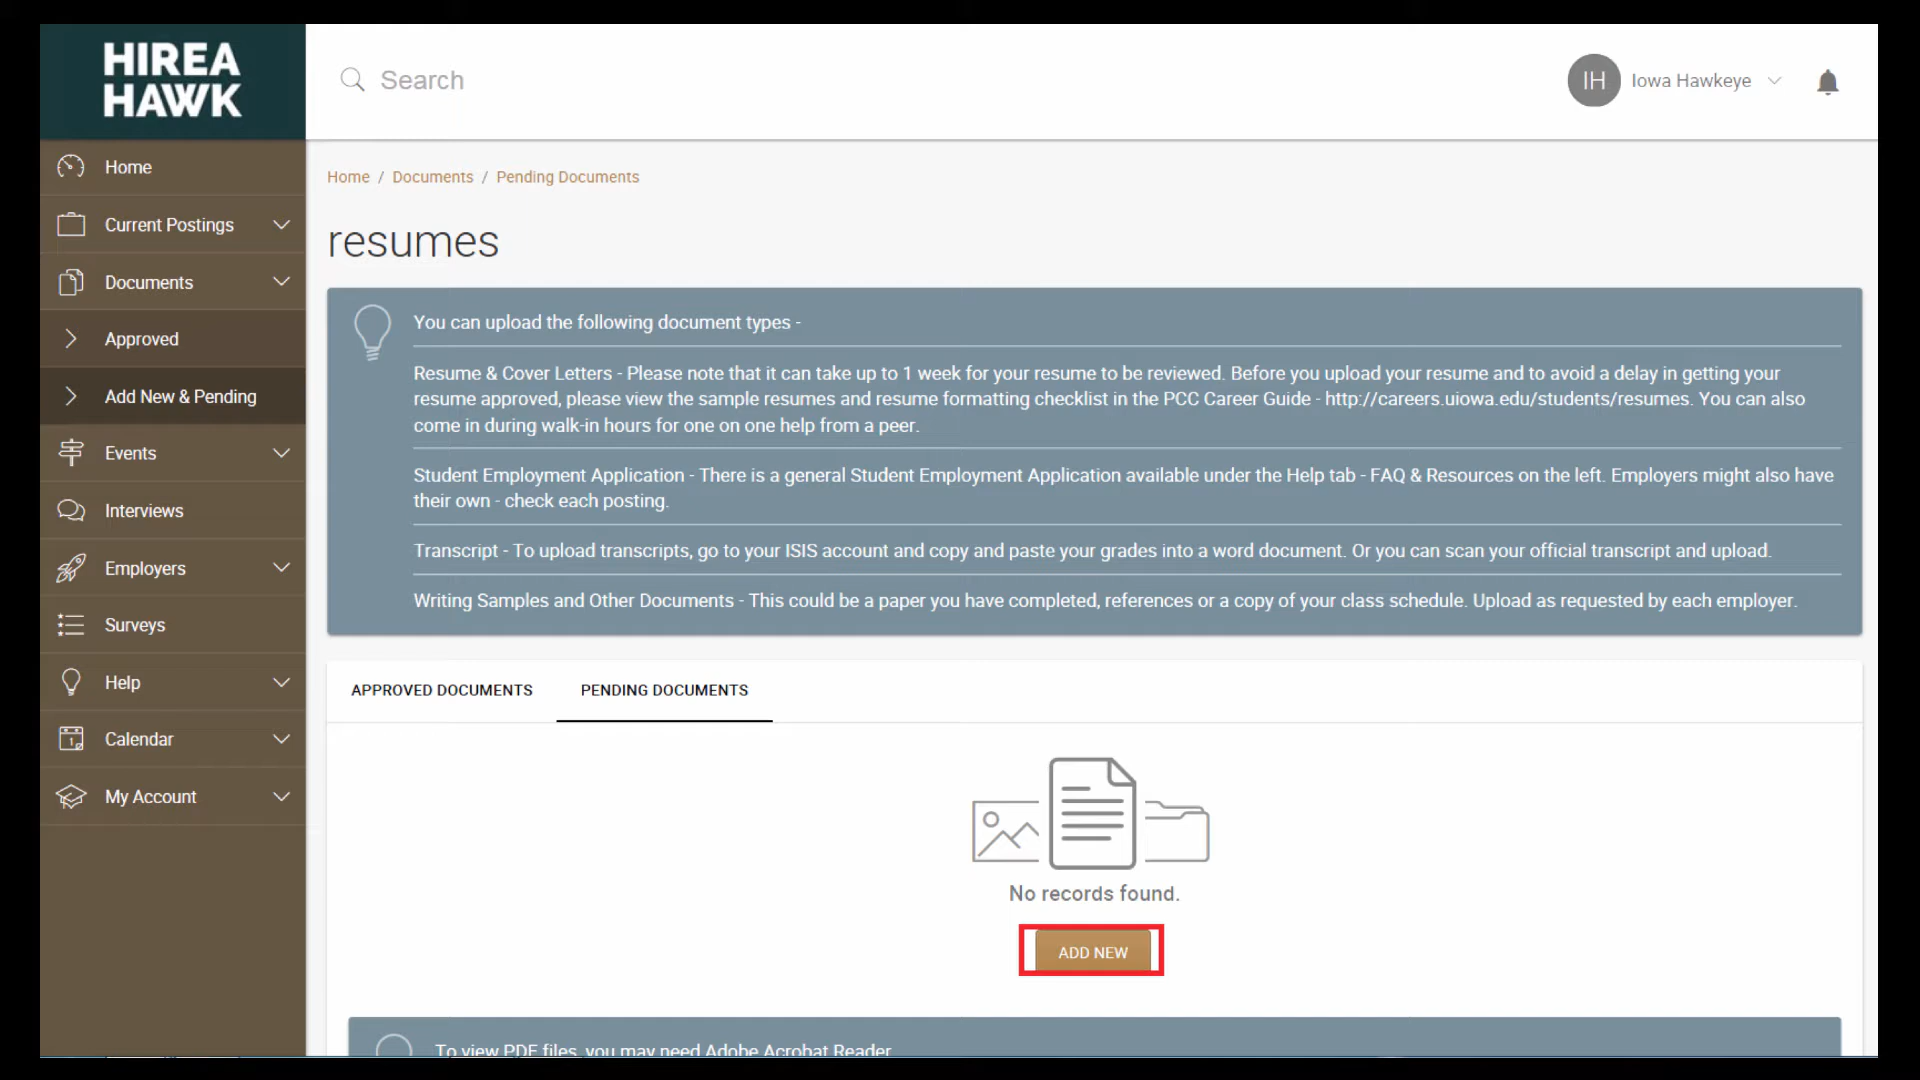 HIREA
HAWK
Search
IH
Iowa Hawkeye
Home
Current Postings
Documents
Approved
Add New & Pending
Events
Interviews
Employers
Surveys
Help
Calendar
My Account
Home / Documents / Pending Documents
resumes
You can upload the following document types -
Resume & Cover Letters - Please note that it can take up to 1 week for your resume to be reviewed. Before you upload your resume and to avoid a delay in getting your
resume approved, please view the sample resumes and resume formatting checklist in the PCC Career Guide - http://careers.uiowa.edu/students/resumes. You can also
come in during walk-in hours for one on one help from a peer.
Student Employment Application - There is a general Student Employment Application available under the Help tab - FAQ & Resources on the left. Employers might also have
their own - check each posting.
Transcript - To upload transcripts, go to your ISIS account and copy and paste your grades into a word document. Or you can scan your official transcript and upload.
Writing Samples and Other Documents - This could be a paper you have completed, references or a copy of your class schedule. Upload as requested by each employer.
APPROVED DOCUMENTS
PENDING DOCUMENTS
No records found.
ADD NEW
To view PDF files, you may need Adobe Acrobat Reader